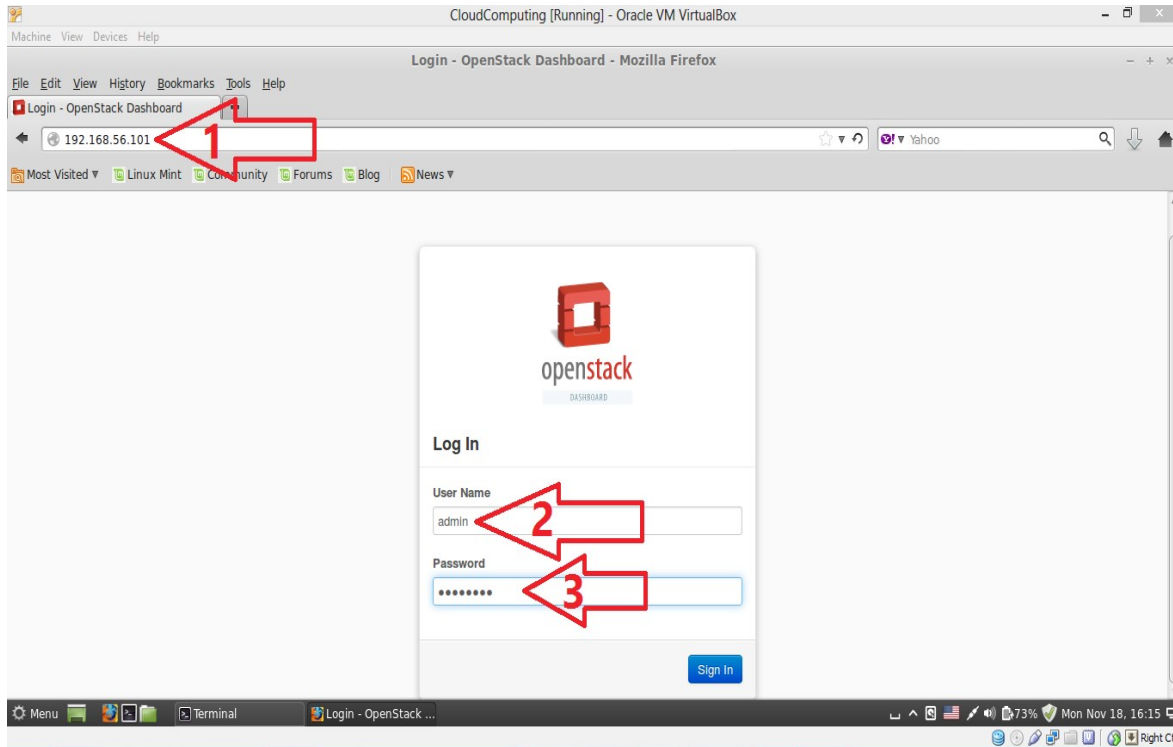 CloudComputing [Running] - Oracle VM VirtualBox
Machine View Devices Help
Login - OpenStack Dashboard - Mozilla Firefox
File Edit View History Bookmarks Tools Help
Login - OpenStack Dashboard
192.168.56.101
1
Yahoo
Most Visited Linux Mint Community Forums Blog News
openstack
DASHBOARD
Log In
User Name
admin
2
Password
••••••••
3
Sign In
Menu Terminal Login - OpenStack ... 73% Mon Nov 18, 16:15
Right C